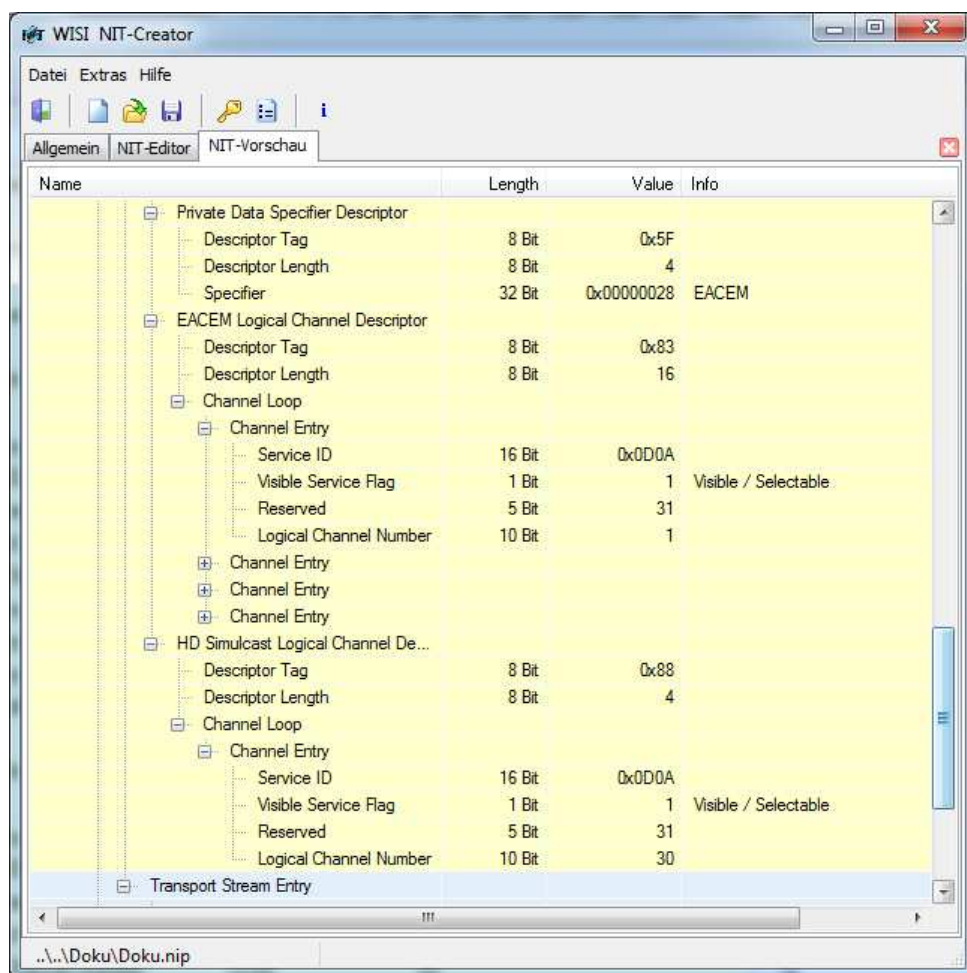 WISI NIT-Creator
Datei Extras Hilfe
i
Allgemein NIT-Editor NIT-Vorschau
Name Length Value Info
Private Data Specifier Descriptor
Descriptor Tag 8 Bit 0x5F
Descriptor Length 8 Bit 4
Specifier 32 Bit 0x00000028 EACEM
EACEM Logical Channel Descriptor
Descriptor Tag 8 Bit 0x83
Descriptor Length 8 Bit 16
Channel Loop
Channel Entry
Service ID 16 Bit 0x0D0A
Visible Service Flag 1 Bit 1 Visible / Selectable
Reserved 5 Bit 31
Logical Channel Number 10 Bit 1
Channel Entry
Channel Entry
Channel Entry
HD Simulcast Logical Channel De...
Descriptor Tag 8 Bit 0x88
Descriptor Length 8 Bit 4
Channel Loop
Channel Entry
Service ID 16 Bit 0x0D0A
Visible Service Flag 1 Bit 1 Visible / Selectable
Reserved 5 Bit 31
Logical Channel Number 10 Bit 30
Transport Stream Entry
..\..\Doku\Doku.nip